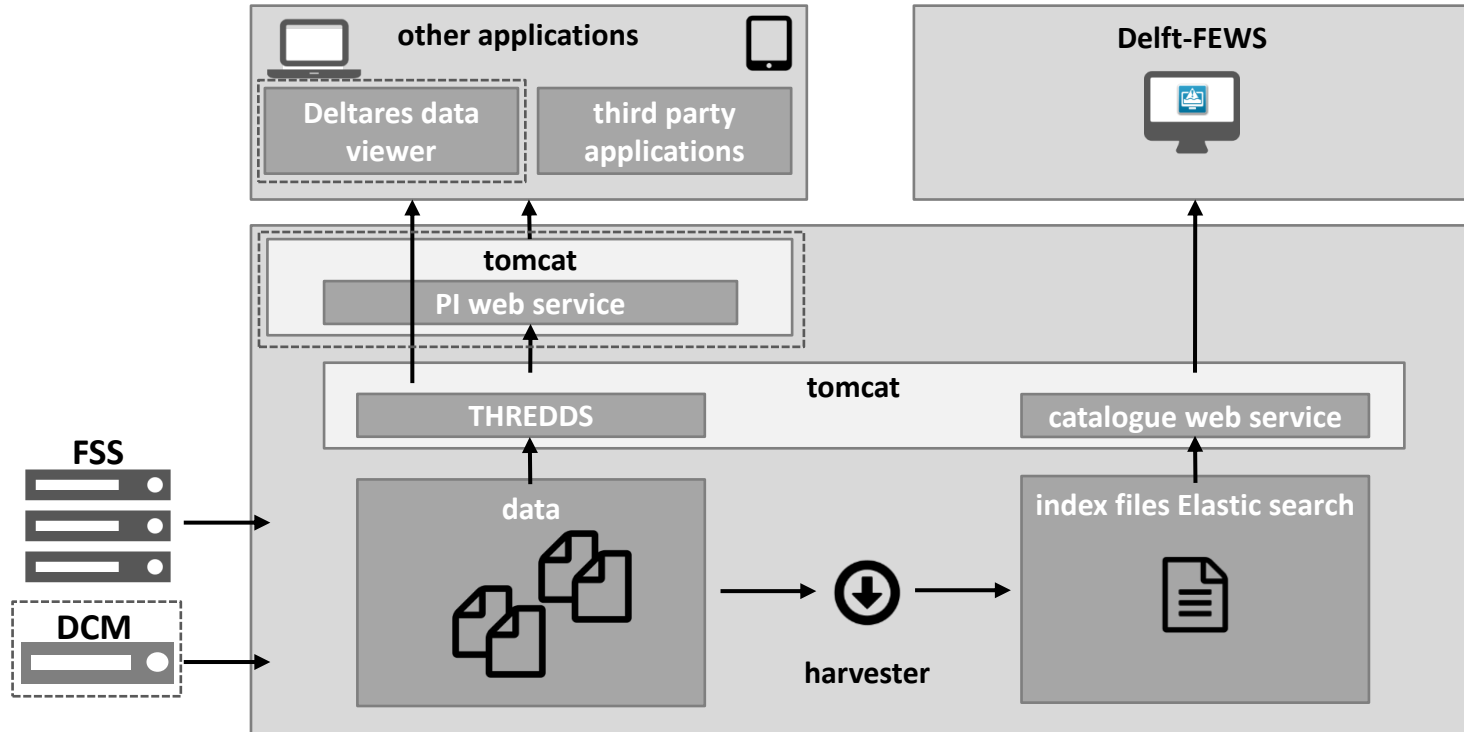 other applications
Delft-FEWS
Deltares data
viewer
third party
applications
tomcat
PI web service
tomcat
THREDDS
catalogue web service
FSS
data
index files Elastic search
DCM
harvester